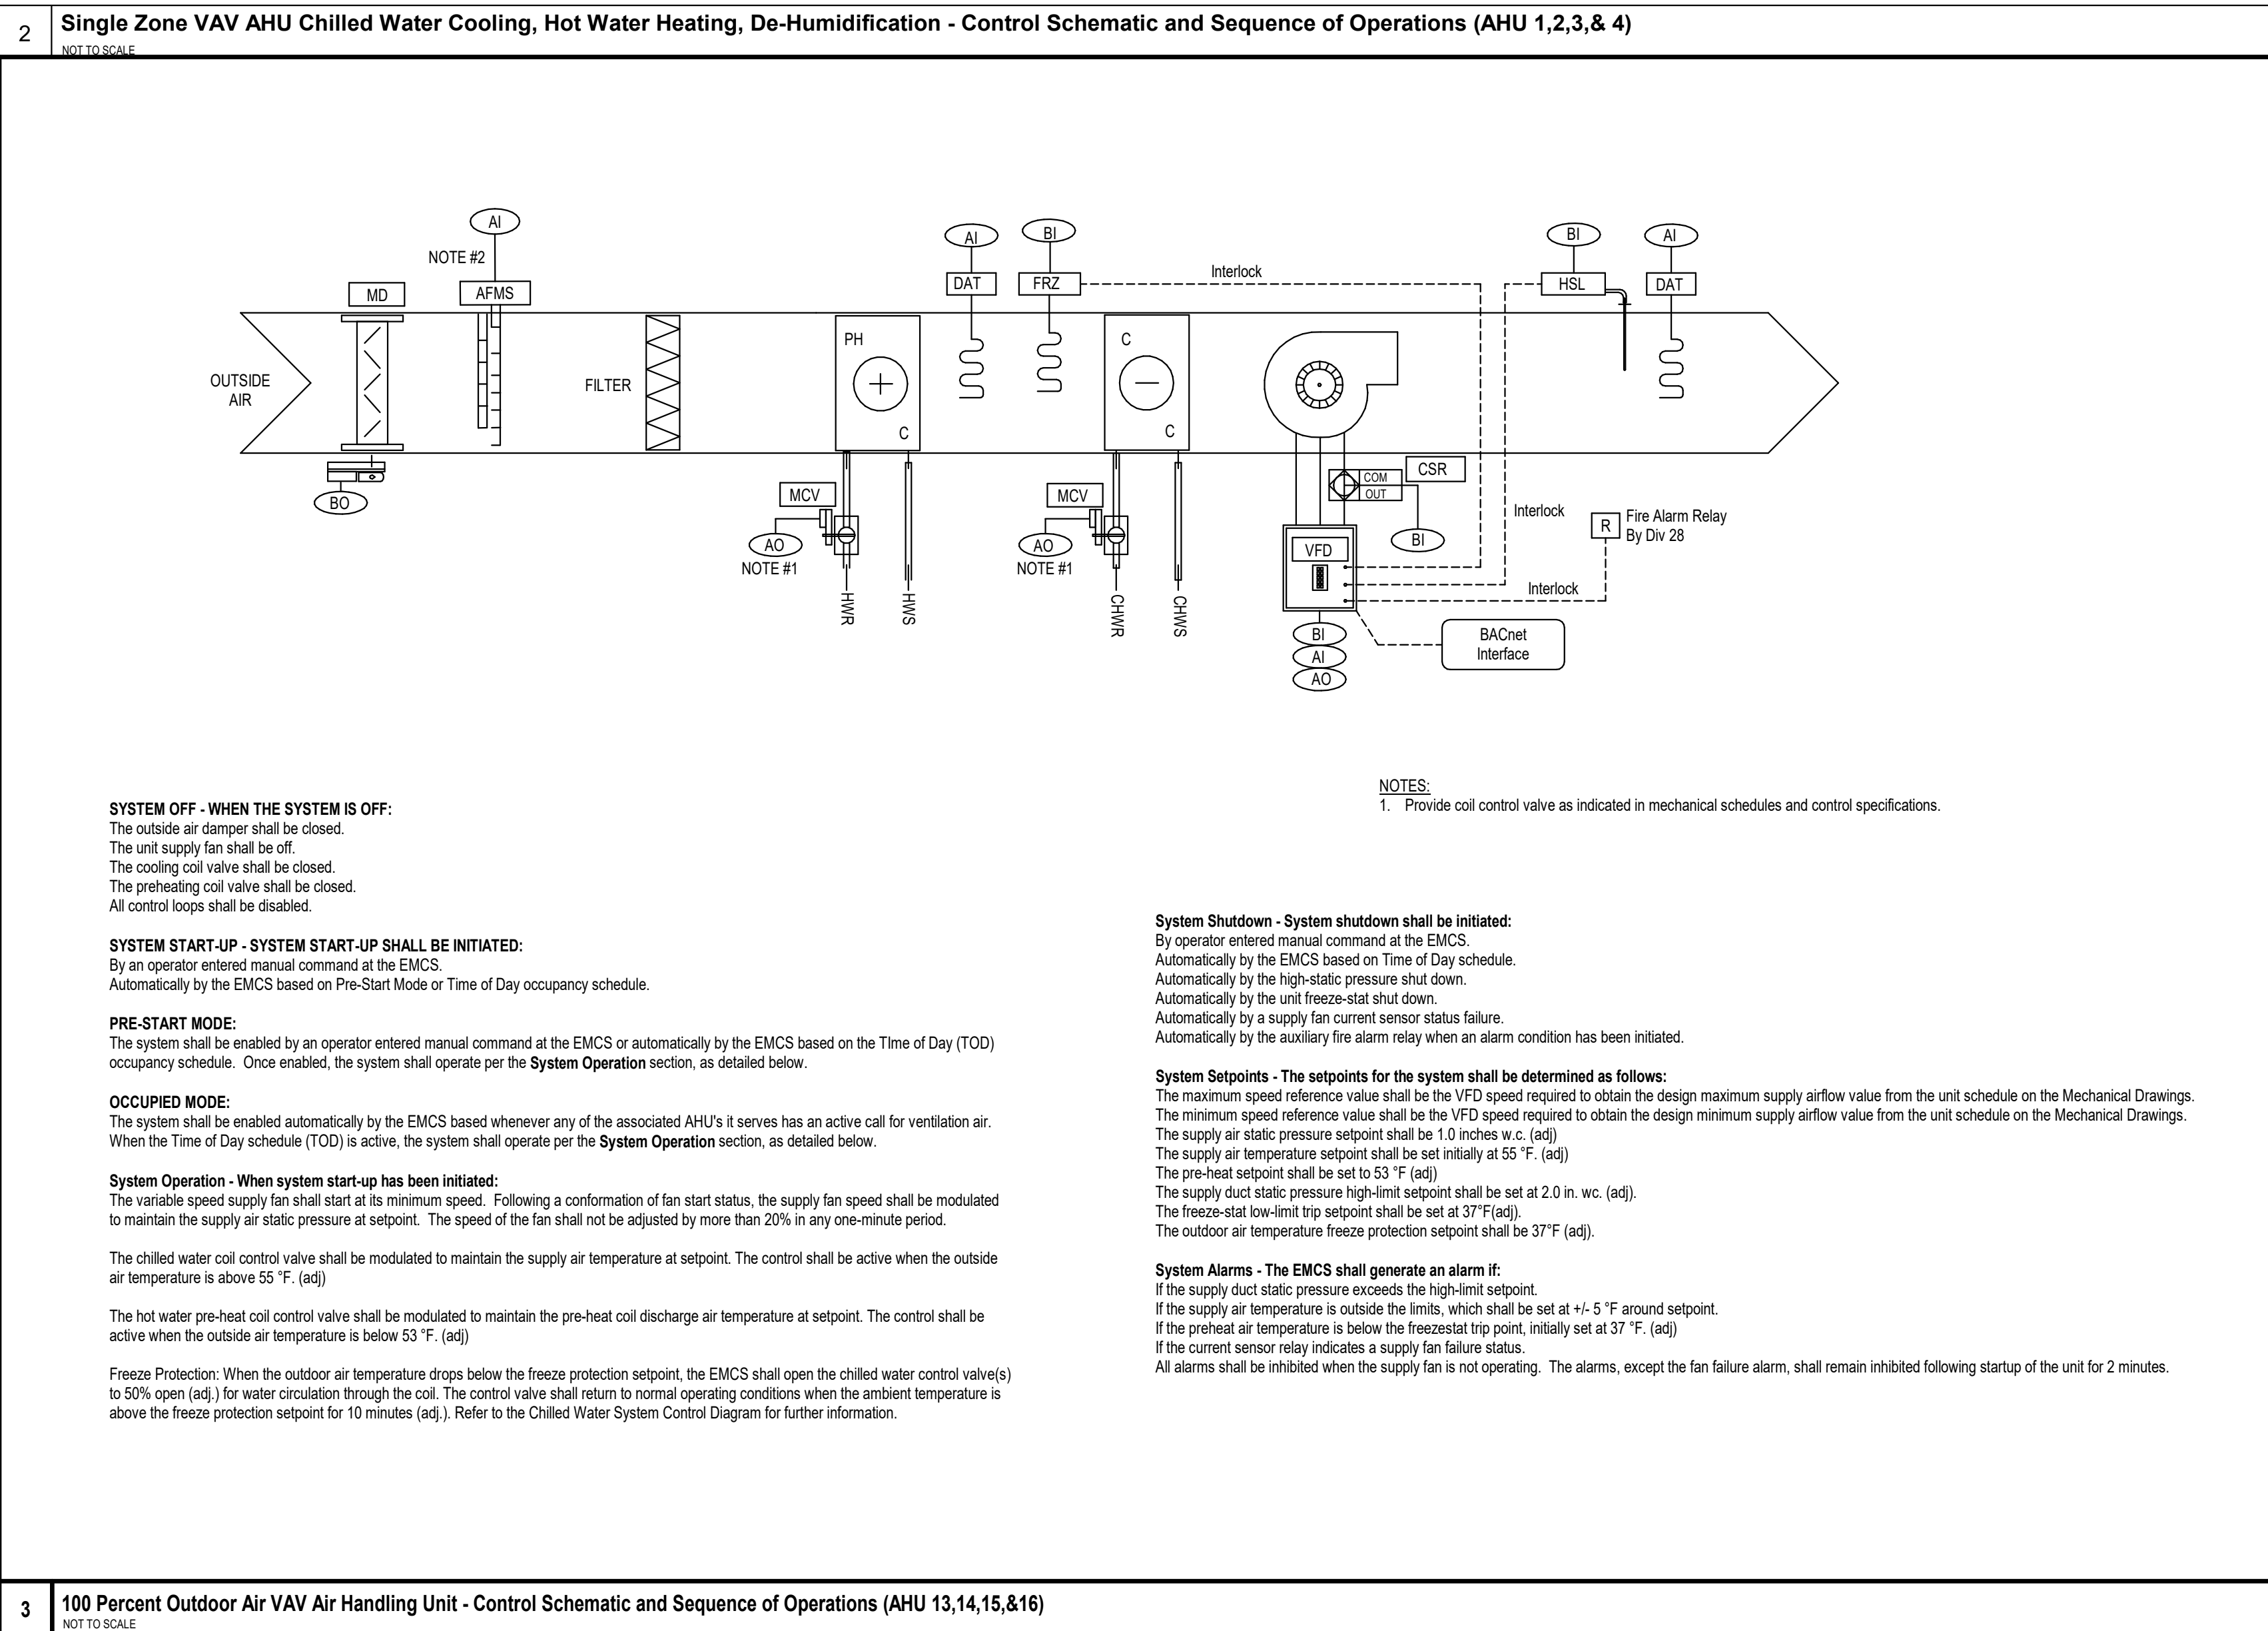 2
Single Zone VAV AHU Chilled Water Cooling, Hot Water Heating, De-Humidification - Control Schematic and Sequence of Operations (AHU 1,2,3,& 4)
NOT TO SCALE
AI
NOTE #2
MD
AFMS
AI
DAT
BI
FRZ
Interlock
BI
HSL
AI
DAT
OUTSIDE
AIR
FILTER
PH
C
C
C
BO
MCV
AO
NOTE #1
HWR
HWS
MCV
AO
NOTE #1
CHWR
CHWS
COM
OUT
CSR
BI
VFD
Interlock
R
Fire Alarm Relay
By Div 28
Interlock
BI
AI
AO
BACnet
Interface
NOTES:
1. Provide coil control valve as indicated in mechanical schedules and control specifications.
SYSTEM OFF - WHEN THE SYSTEM IS OFF:
The outside air damper shall be closed.
The unit supply fan shall be off.
The cooling coil valve shall be closed.
The preheating coil valve shall be closed.
All control loops shall be disabled.
SYSTEM START-UP - SYSTEM START-UP SHALL BE INITIATED:
By an operator entered manual command at the EMCS.
Automatically by the EMCS based on Pre-Start Mode or Time of Day occupancy schedule.
PRE-START MODE:
The system shall be enabled by an operator entered manual command at the EMCS or automatically by the EMCS based on the TIme of Day (TOD)
occupancy schedule. Once enabled, the system shall operate per the System Operation section, as detailed below.
OCCUPIED MODE:
The system shall be enabled automatically by the EMCS based whenever any of the associated AHU's it serves has an active call for ventilation air.
When the Time of Day schedule (TOD) is active, the system shall operate per the System Operation section, as detailed below.
System Operation - When system start-up has been initiated:
The variable speed supply fan shall start at its minimum speed. Following a conformation of fan start status, the supply fan speed shall be modulated
to maintain the supply air static pressure at setpoint. The speed of the fan shall not be adjusted by more than 20% in any one-minute period.
The chilled water coil control valve shall be modulated to maintain the supply air temperature at setpoint. The control shall be active when the outside
air temperature is above 55 °F. (adj)
The hot water pre-heat coil control valve shall be modulated to maintain the pre-heat coil discharge air temperature at setpoint. The control shall be
active when the outside air temperature is below 53 °F. (adj)
Freeze Protection: When the outdoor air temperature drops below the freeze protection setpoint, the EMCS shall open the chilled water control valve(s)
to 50% open (adj.) for water circulation through the coil. The control valve shall return to normal operating conditions when the ambient temperature is
above the freeze protection setpoint for 10 minutes (adj.). Refer to the Chilled Water System Control Diagram for further information.
System Shutdown - System shutdown shall be initiated:
By operator entered manual command at the EMCS.
Automatically by the EMCS based on Time of Day schedule.
Automatically by the high-static pressure shut down.
Automatically by the unit freeze-stat shut down.
Automatically by a supply fan current sensor status failure.
Automatically by the auxiliary fire alarm relay when an alarm condition has been initiated.
System Setpoints - The setpoints for the system shall be determined as follows:
The maximum speed reference value shall be the VFD speed required to obtain the design maximum supply airflow value from the unit schedule on the Mechanical Drawings.
The minimum speed reference value shall be the VFD speed required to obtain the design minimum supply airflow value from the unit schedule on the Mechanical Drawings.
The supply air static pressure setpoint shall be 1.0 inches w.c. (adj)
The supply air temperature setpoint shall be set initially at 55 °F. (adj)
The pre-heat setpoint shall be set to 53 °F (adj)
The supply duct static pressure high-limit setpoint shall be set at 2.0 in. wc. (adj).
The freeze-stat low-limit trip setpoint shall be set at 37°F(adj).
The outdoor air temperature freeze protection setpoint shall be 37°F (adj).
System Alarms - The EMCS shall generate an alarm if:
If the supply duct static pressure exceeds the high-limit setpoint.
If the supply air temperature is outside the limits, which shall be set at +/- 5 °F around setpoint.
If the preheat air temperature is below the freezestat trip point, initially set at 37 °F. (adj)
If the current sensor relay indicates a supply fan failure status.
All alarms shall be inhibited when the supply fan is not operating. The alarms, except the fan failure alarm, shall remain inhibited following startup of the unit for 2 minutes.
3
100 Percent Outdoor Air VAV Air Handling Unit - Control Schematic and Sequence of Operations (AHU 13,14,15,&16)
NOT TO SCALE